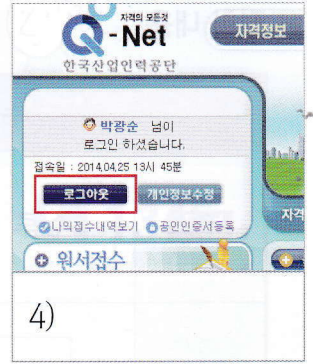 자격의 모든것
Q-Net
자격정보
한국산업인력공단
박광순 님이
로그인 하셨습니다.
접속일 : 2014.04.25 13시 45분
로그아웃
개인정보수정
나의접수내역보기
공인인증서등록
자격
원서접수
4)